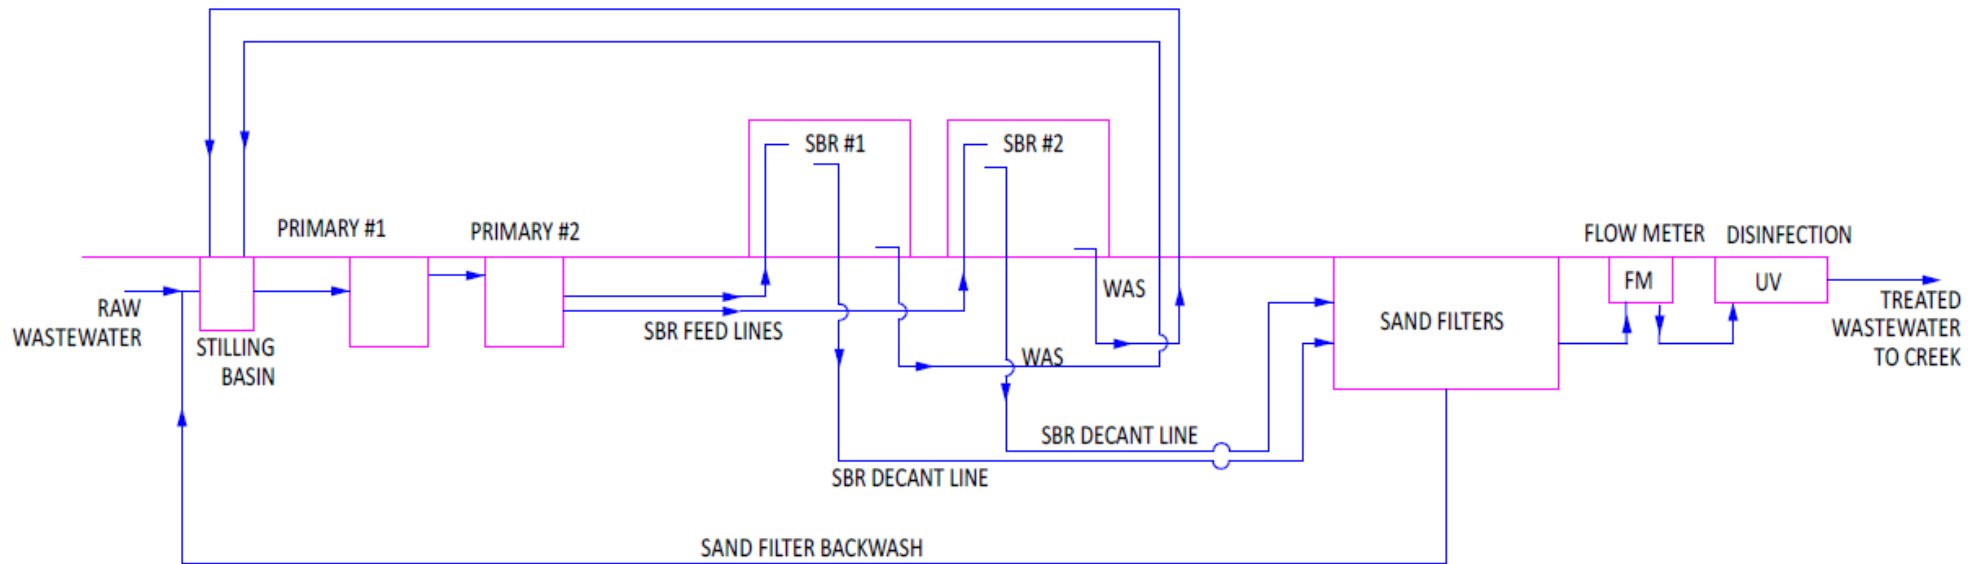 SBR #1
SBR #2
PRIMARY #1
PRIMARY #2
FLOW METER
DISINFECTION
RAW
WASTEWATER
STILLING
BASIN
SBR FEED LINES
WAS
WAS
SAND FILTERS
FM
UV
TREATED
WASTEWATER
TO CREEK
SBR DECANT LINE
SBR DECANT LINE
SAND FILTER BACKWASH